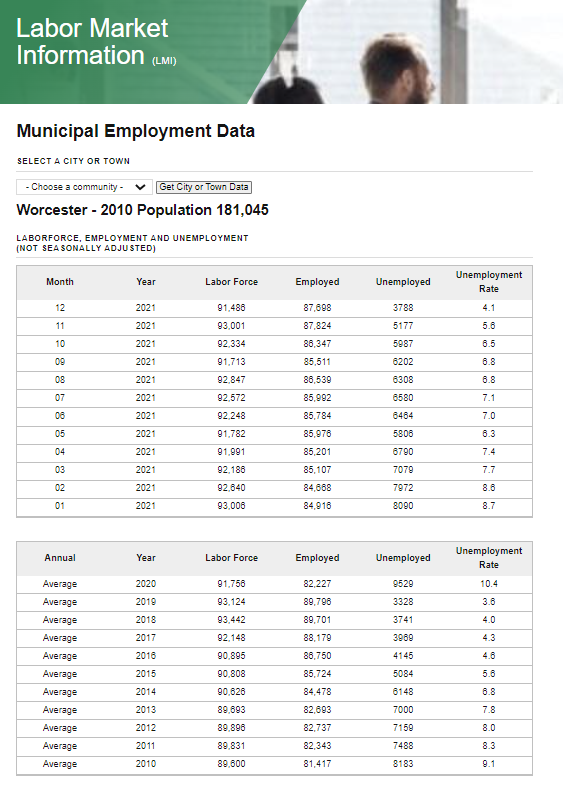 Labor Market
Information (LMI)
Municipal Employment Data
SELECT A CITY OR TOWN
- Choose a community - Get City or Town Data
Worcester - 2010 Population 181,045
LABORFORCE, EMPLOYMENT AND UNEMPLOYMENT
(NOT SEASONALLY ADJUSTED)
Month Year Labor Force Employed Unemployed Unemployment Rate
12 2021 91,486 87,698 3788 4.1
11 2021 93,001 87,824 5177 5.6
10 2021 92,334 86,347 5987 6.5
09 2021 91,713 85,511 6202 6.8
08 2021 92,847 86,539 6308 6.8
07 2021 92,572 85,992 6580 7.1
06 2021 92,248 85,784 6464 7.0
05 2021 91,782 85,976 5806 6.3
04 2021 91,991 85,201 6790 7.4
03 2021 92,186 85,107 7079 7.7
02 2021 92,640 84,668 7972 8.6
01 2021 93,006 84,916 8090 8.7
Annual Year Labor Force Employed Unemployed Unemployment Rate
Average 2020 91,756 82,227 9529 10.4
Average 2019 93,124 89,796 3328 3.6
Average 2018 93,442 89,701 3741 4.0
Average 2017 92,148 88,179 3969 4.3
Average 2016 90,895 86,750 4145 4.6
Average 2015 90,808 85,724 5084 5.6
Average 2014 90,626 84,478 6148 6.8
Average 2013 89,693 82,693 7000 7.8
Average 2012 89,896 82,737 7159 8.0
Average 2011 89,831 82,343 7488 8.3
Average 2010 89,600 81,417 8183 9.1